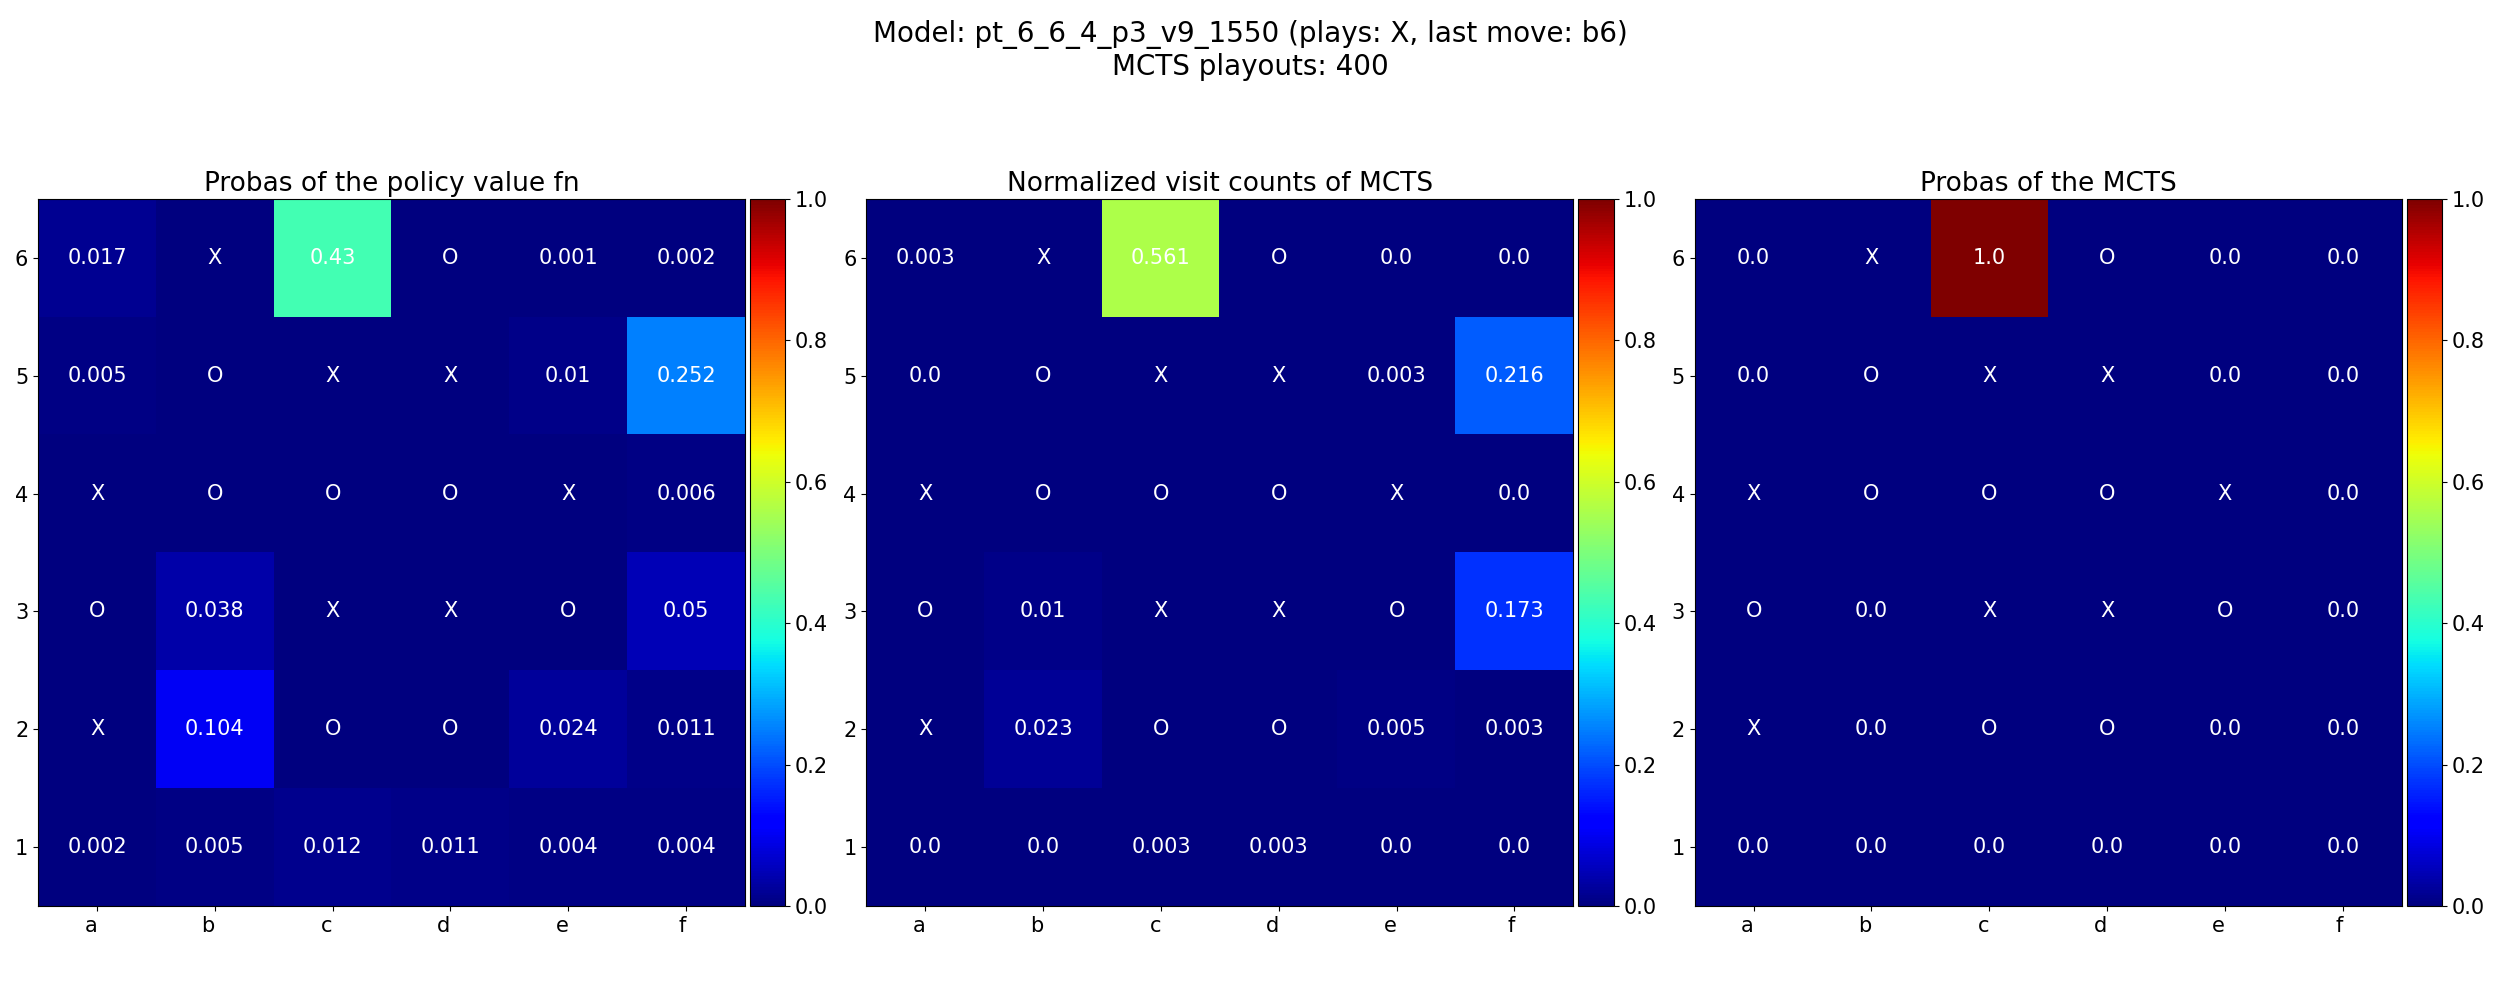 Model: pt_6_6_4_p3_v9_1550 (plays: X, last move: b6)
MCTS playouts: 400
Probas of the policy value fn
1.0
0.8
0.6
0.4
0.2
0.0
6 0.017 X 0.43 O 0.001 0.002
5 0.005 O X X 0.01 0.252
4 X O O O X 0.006
3 O 0.038 X X O 0.05
2 X 0.104 O O 0.024 0.011
1 0.002 0.005 0.012 0.011 0.004 0.004
a b c d e f
Normalized visit counts of MCTS
1.0
0.8
0.6
0.4
0.2
0.0
6 0.003 X 0.561 O 0.0 0.0
5 0.0 O X X 0.003 0.216
4 X O O O X 0.0
3 O 0.01 X X O 0.173
2 X 0.023 O O 0.005 0.003
1 0.0 0.0 0.003 0.003 0.0 0.0
a b c d e f
Probas of the MCTS
1.0
0.8
0.6
0.4
0.2
0.0
6 0.0 X 1.0 O 0.0 0.0
5 0.0 O X X 0.0 0.0
4 X O O O X 0.0
3 O 0.0 X X O 0.0
2 X 0.0 O O 0.0 0.0
1 0.0 0.0 0.0 0.0 0.0 0.0
a b c d e f